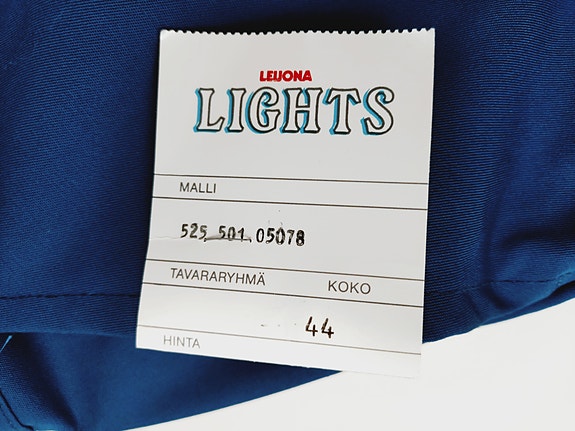 LEIJONA
LIGHTS
MALLI
525 501 05078
TAVARARYHMÄ KOKO
44
HINTA